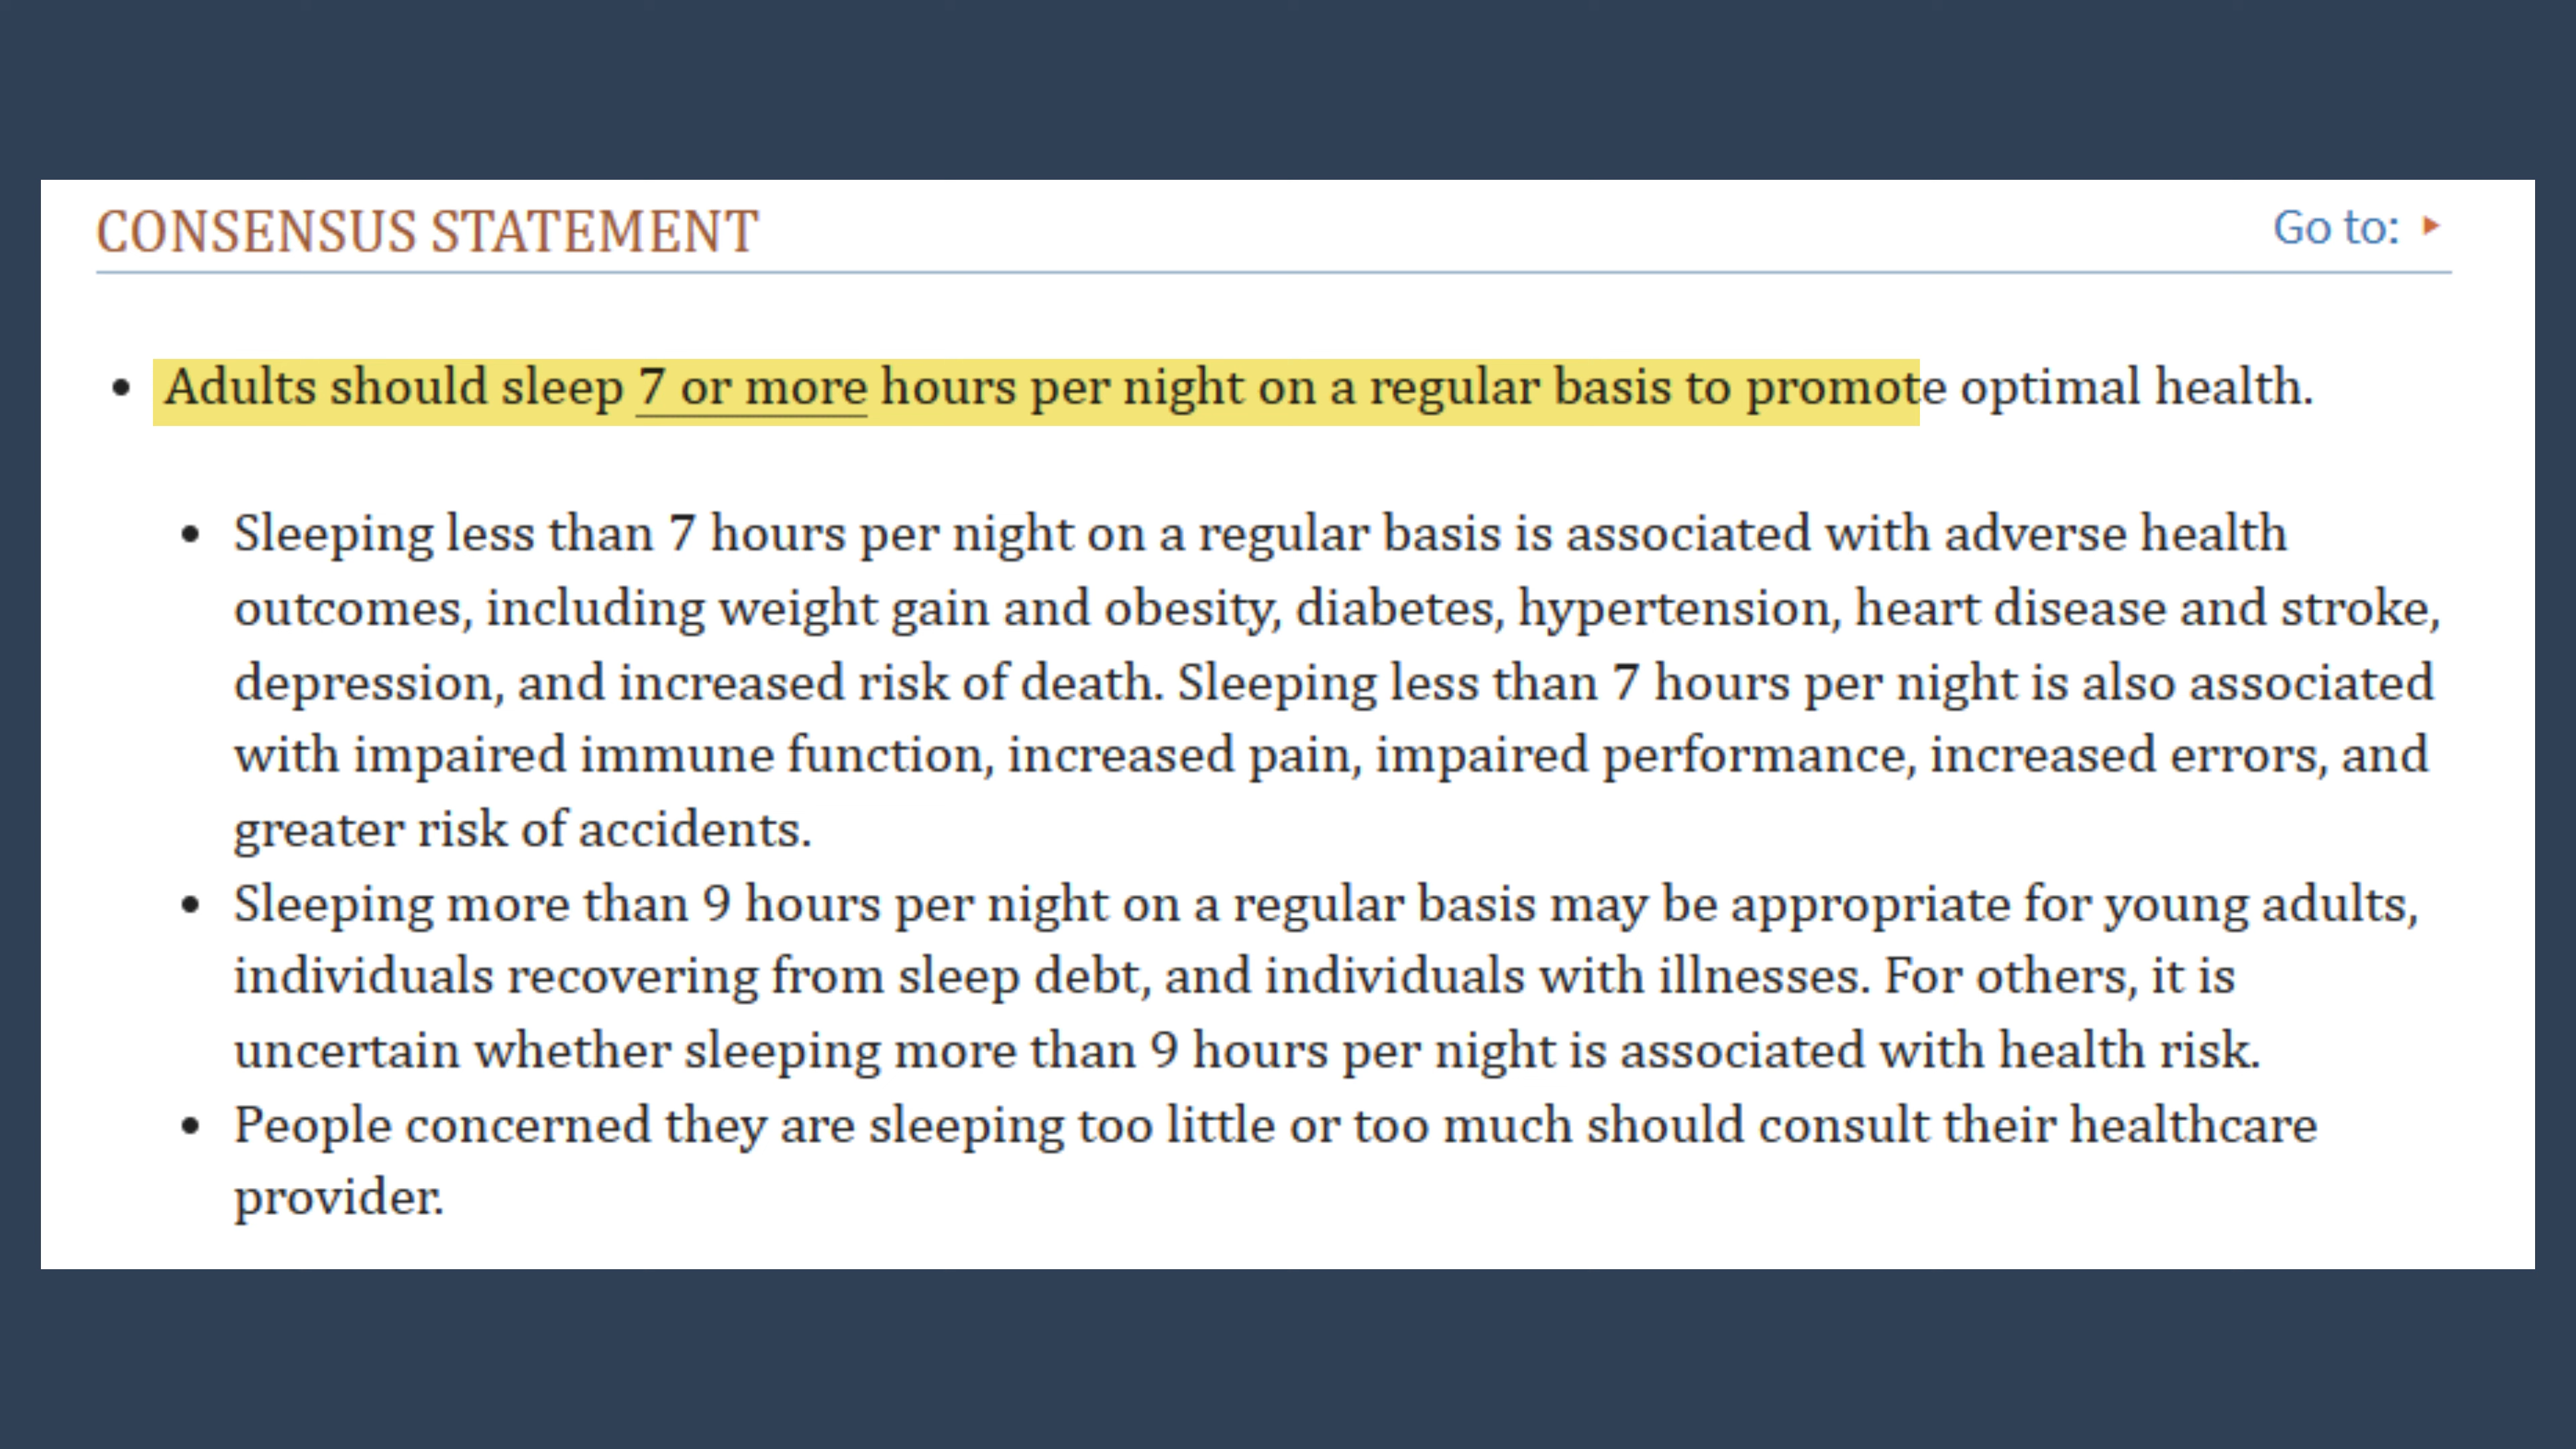 CONSENSUS STATEMENT
Go to: ▸
• Adults should sleep 7 or more hours per night on a regular basis to promote optimal health.
• Sleeping less than 7 hours per night on a regular basis is associated with adverse health
outcomes, including weight gain and obesity, diabetes, hypertension, heart disease and stroke,
depression, and increased risk of death. Sleeping less than 7 hours per night is also associated
with impaired immune function, increased pain, impaired performance, increased errors, and
greater risk of accidents.
• Sleeping more than 9 hours per night on a regular basis may be appropriate for young adults,
individuals recovering from sleep debt, and individuals with illnesses. For others, it is
uncertain whether sleeping more than 9 hours per night is associated with health risk.
• People concerned they are sleeping too little or too much should consult their healthcare
provider.